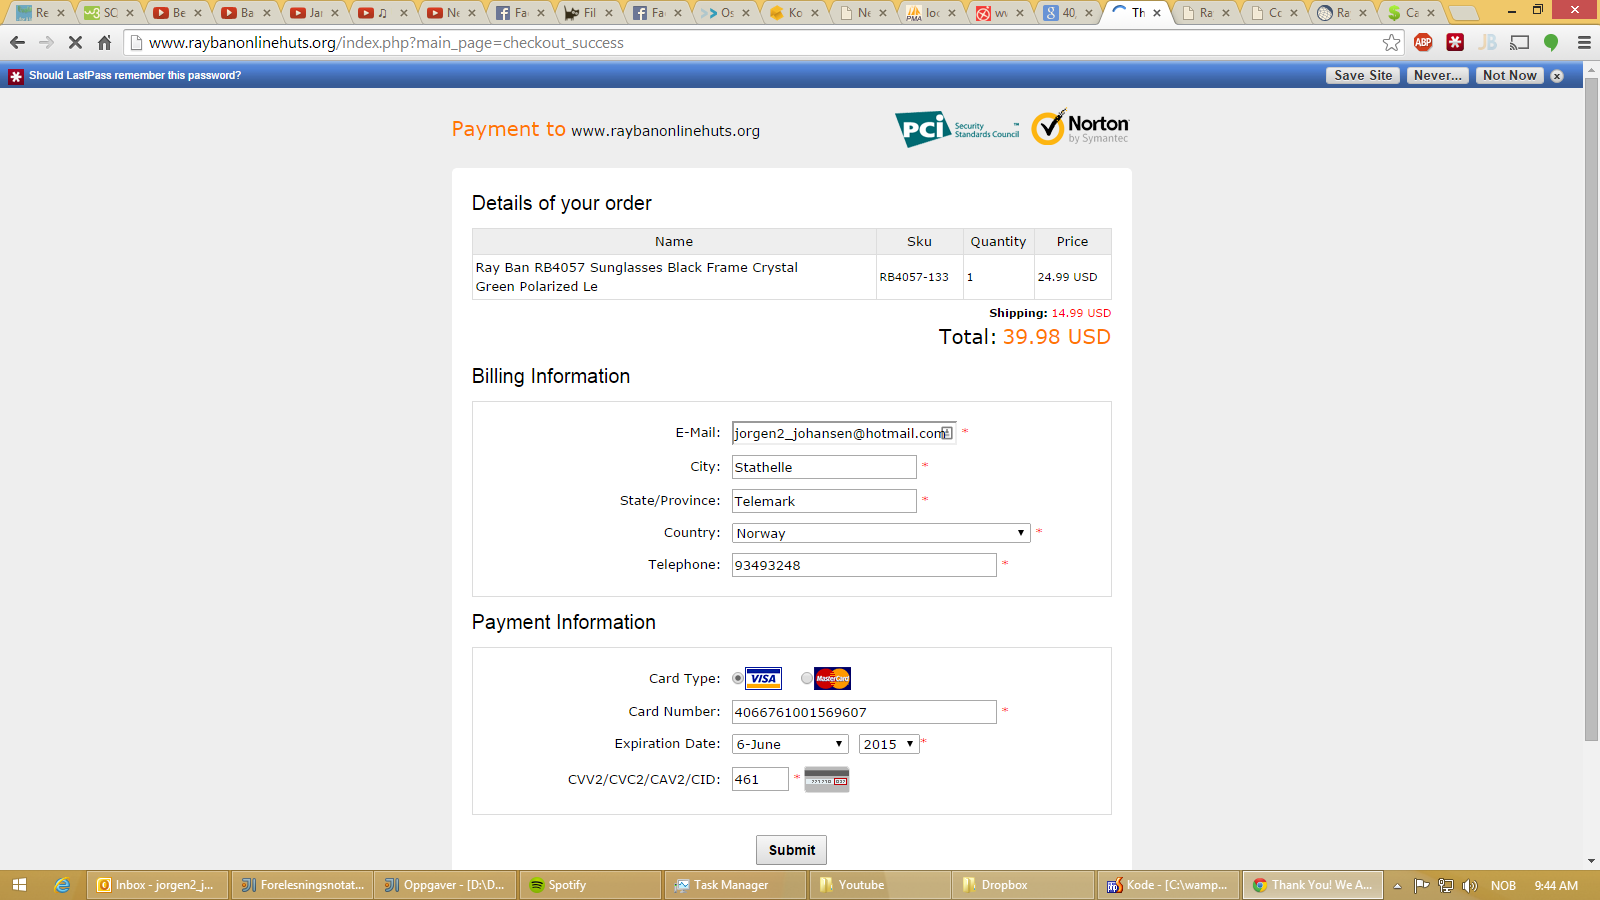 Re
SC
Be
Ba
Jar
♫
Ne
Fa
Fil
Fa
Os
Ko
Ne
loc
wv
40,
Th
Ra
Co
Ra
Ca
www.raybanonlinehuts.org/index.php?main_page=checkout_success
ABP
JB
Should LastPass remember this password?
Save Site
Never...
Not Now
Payment to www.raybanonlinehuts.org
PCI Security Standards Council ™
Norton
by Symantec
Details of your order
Name Sku Quantity Price
Ray Ban RB4057 Sunglasses Black Frame Crystal
Green Polarized Le
RB4057-133 1 24.99 USD
Shipping: 14.99 USD
Total: 39.98 USD
Billing Information
E-Mail: jorgen2_johansen@hotmail.com *
City: Stathelle *
State/Province: Telemark *
Country: Norway *
Telephone: 93493248 *
Payment Information
Card Type: VISA MasterCard
Card Number: 4066761001569607 *
Expiration Date: 6-June 2015 *
CVV2/CVC2/CAV2/CID: 461 *
Submit
Inbox - jorgen2_j...
Forelesningsnotat...
Oppgaver - [D:\D...
Spotify
Task Manager
Youtube
Dropbox
Kode - [C:\wamp...
Thank You! We A...
NOB
9:44 AM